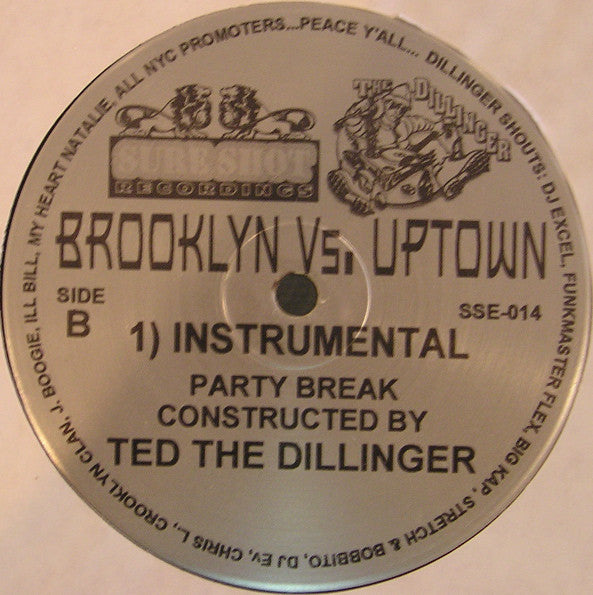 THE DILLINGER
SURE SHOT
RECORDINGS
BROOKLYN Vs. UPTOWN
SIDE
B
SSE-014
1) INSTRUMENTAL
PARTY BREAK
CONSTRUCTED BY
TED THE DILLINGER
DILLINGER SHOUTS: DJ EXCEL, FUNKMASTER FLEX, BIG KAP, STRETCH & BOBBITO, DJ Ev, CHRIS L., CROOKLYN CLAN, J. BOOGIE, ILL BILL, MY HEART NATALIE, ALL NYC PROMOTERS...PEACE Y'ALL...